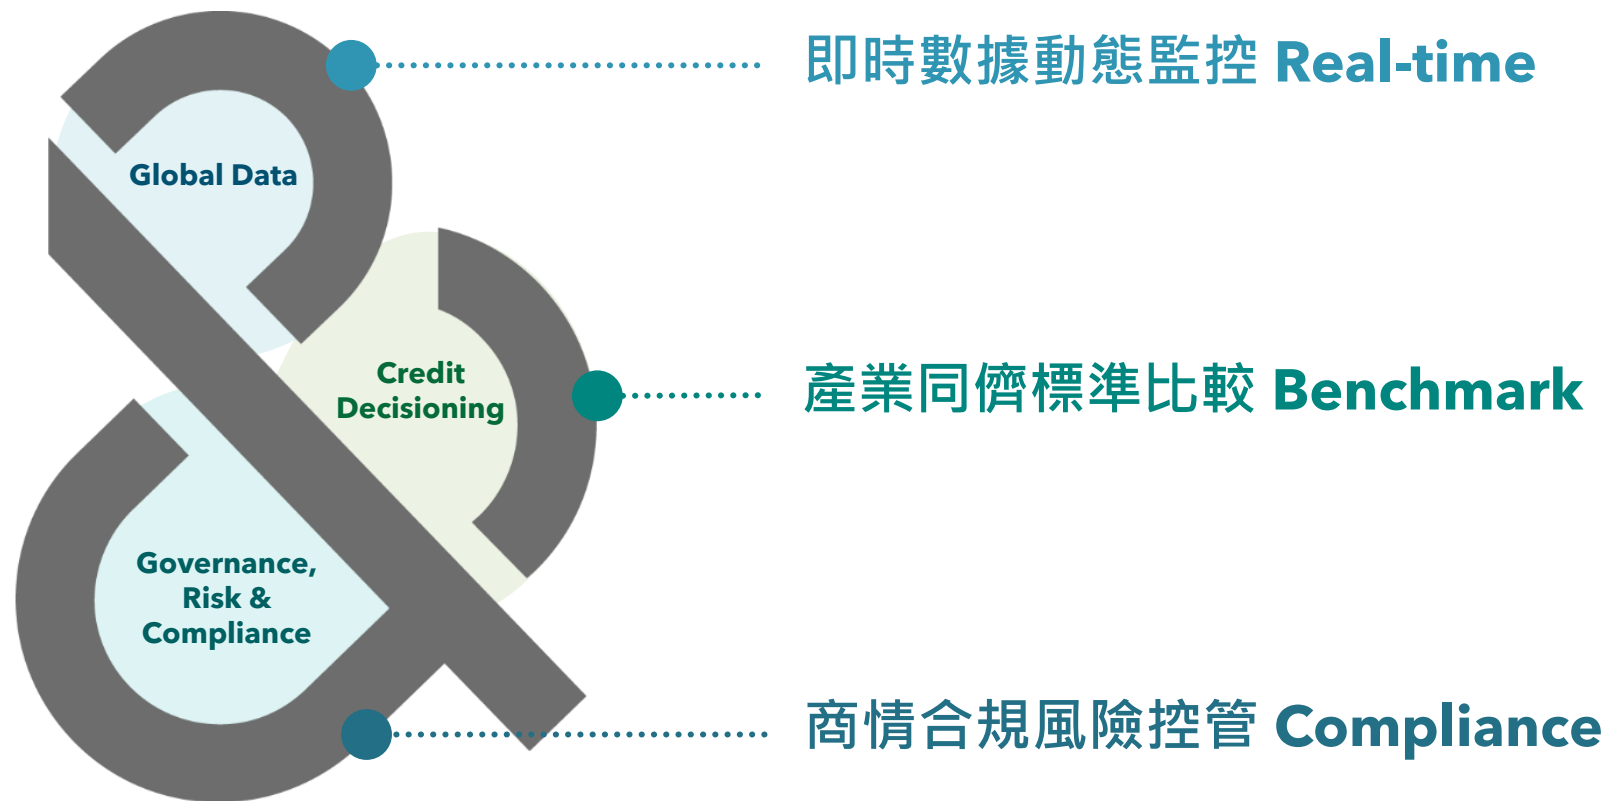 即時數據動態監控 Real-time
Global Data
產業同儕標準比較 Benchmark
Credit
Decisioning
Governance,
Risk &
Compliance
商情合規風險控管 Compliance